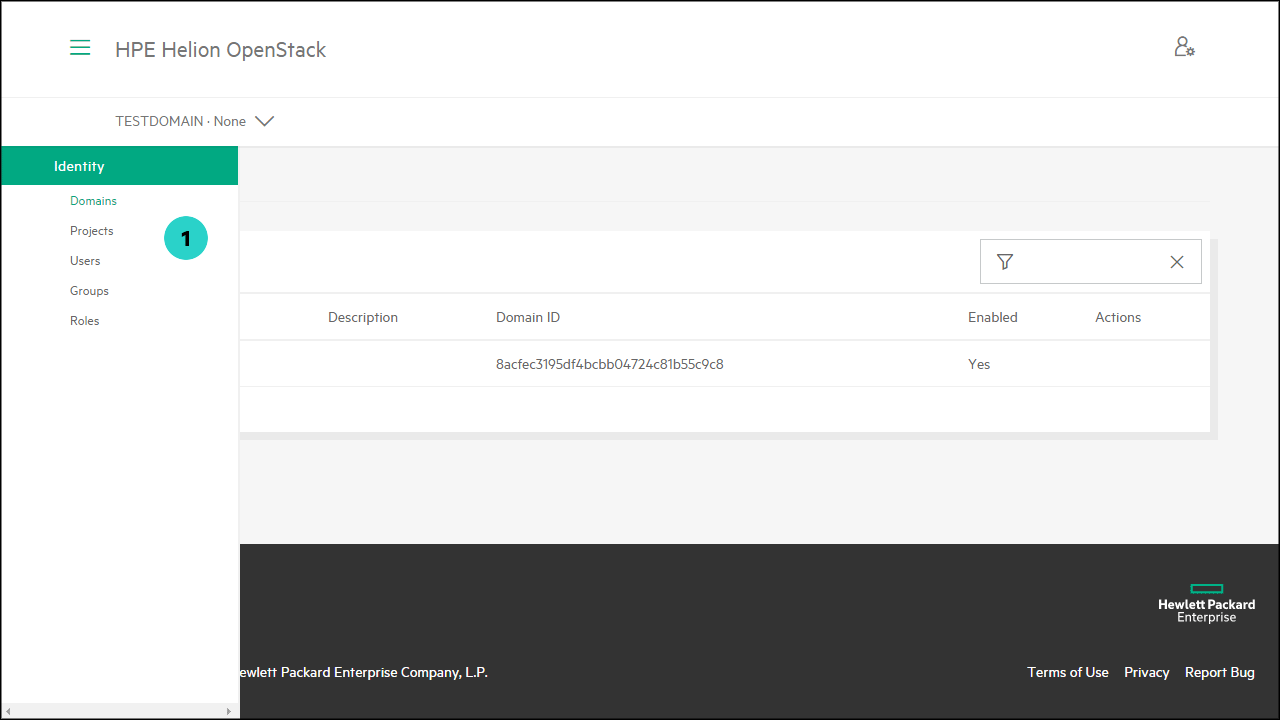 HPE Helion OpenStack
TESTDOMAIN · None
Identity
Domains
Projects
1
Users
Groups
Roles
Description Domain ID Enabled Actions
8acfec3195df4bcbb04724c81b55c9c8 Yes
Hewlett Packard
Enterprise
ewlett Packard Enterprise Company, L.P. Terms of Use Privacy Report Bug